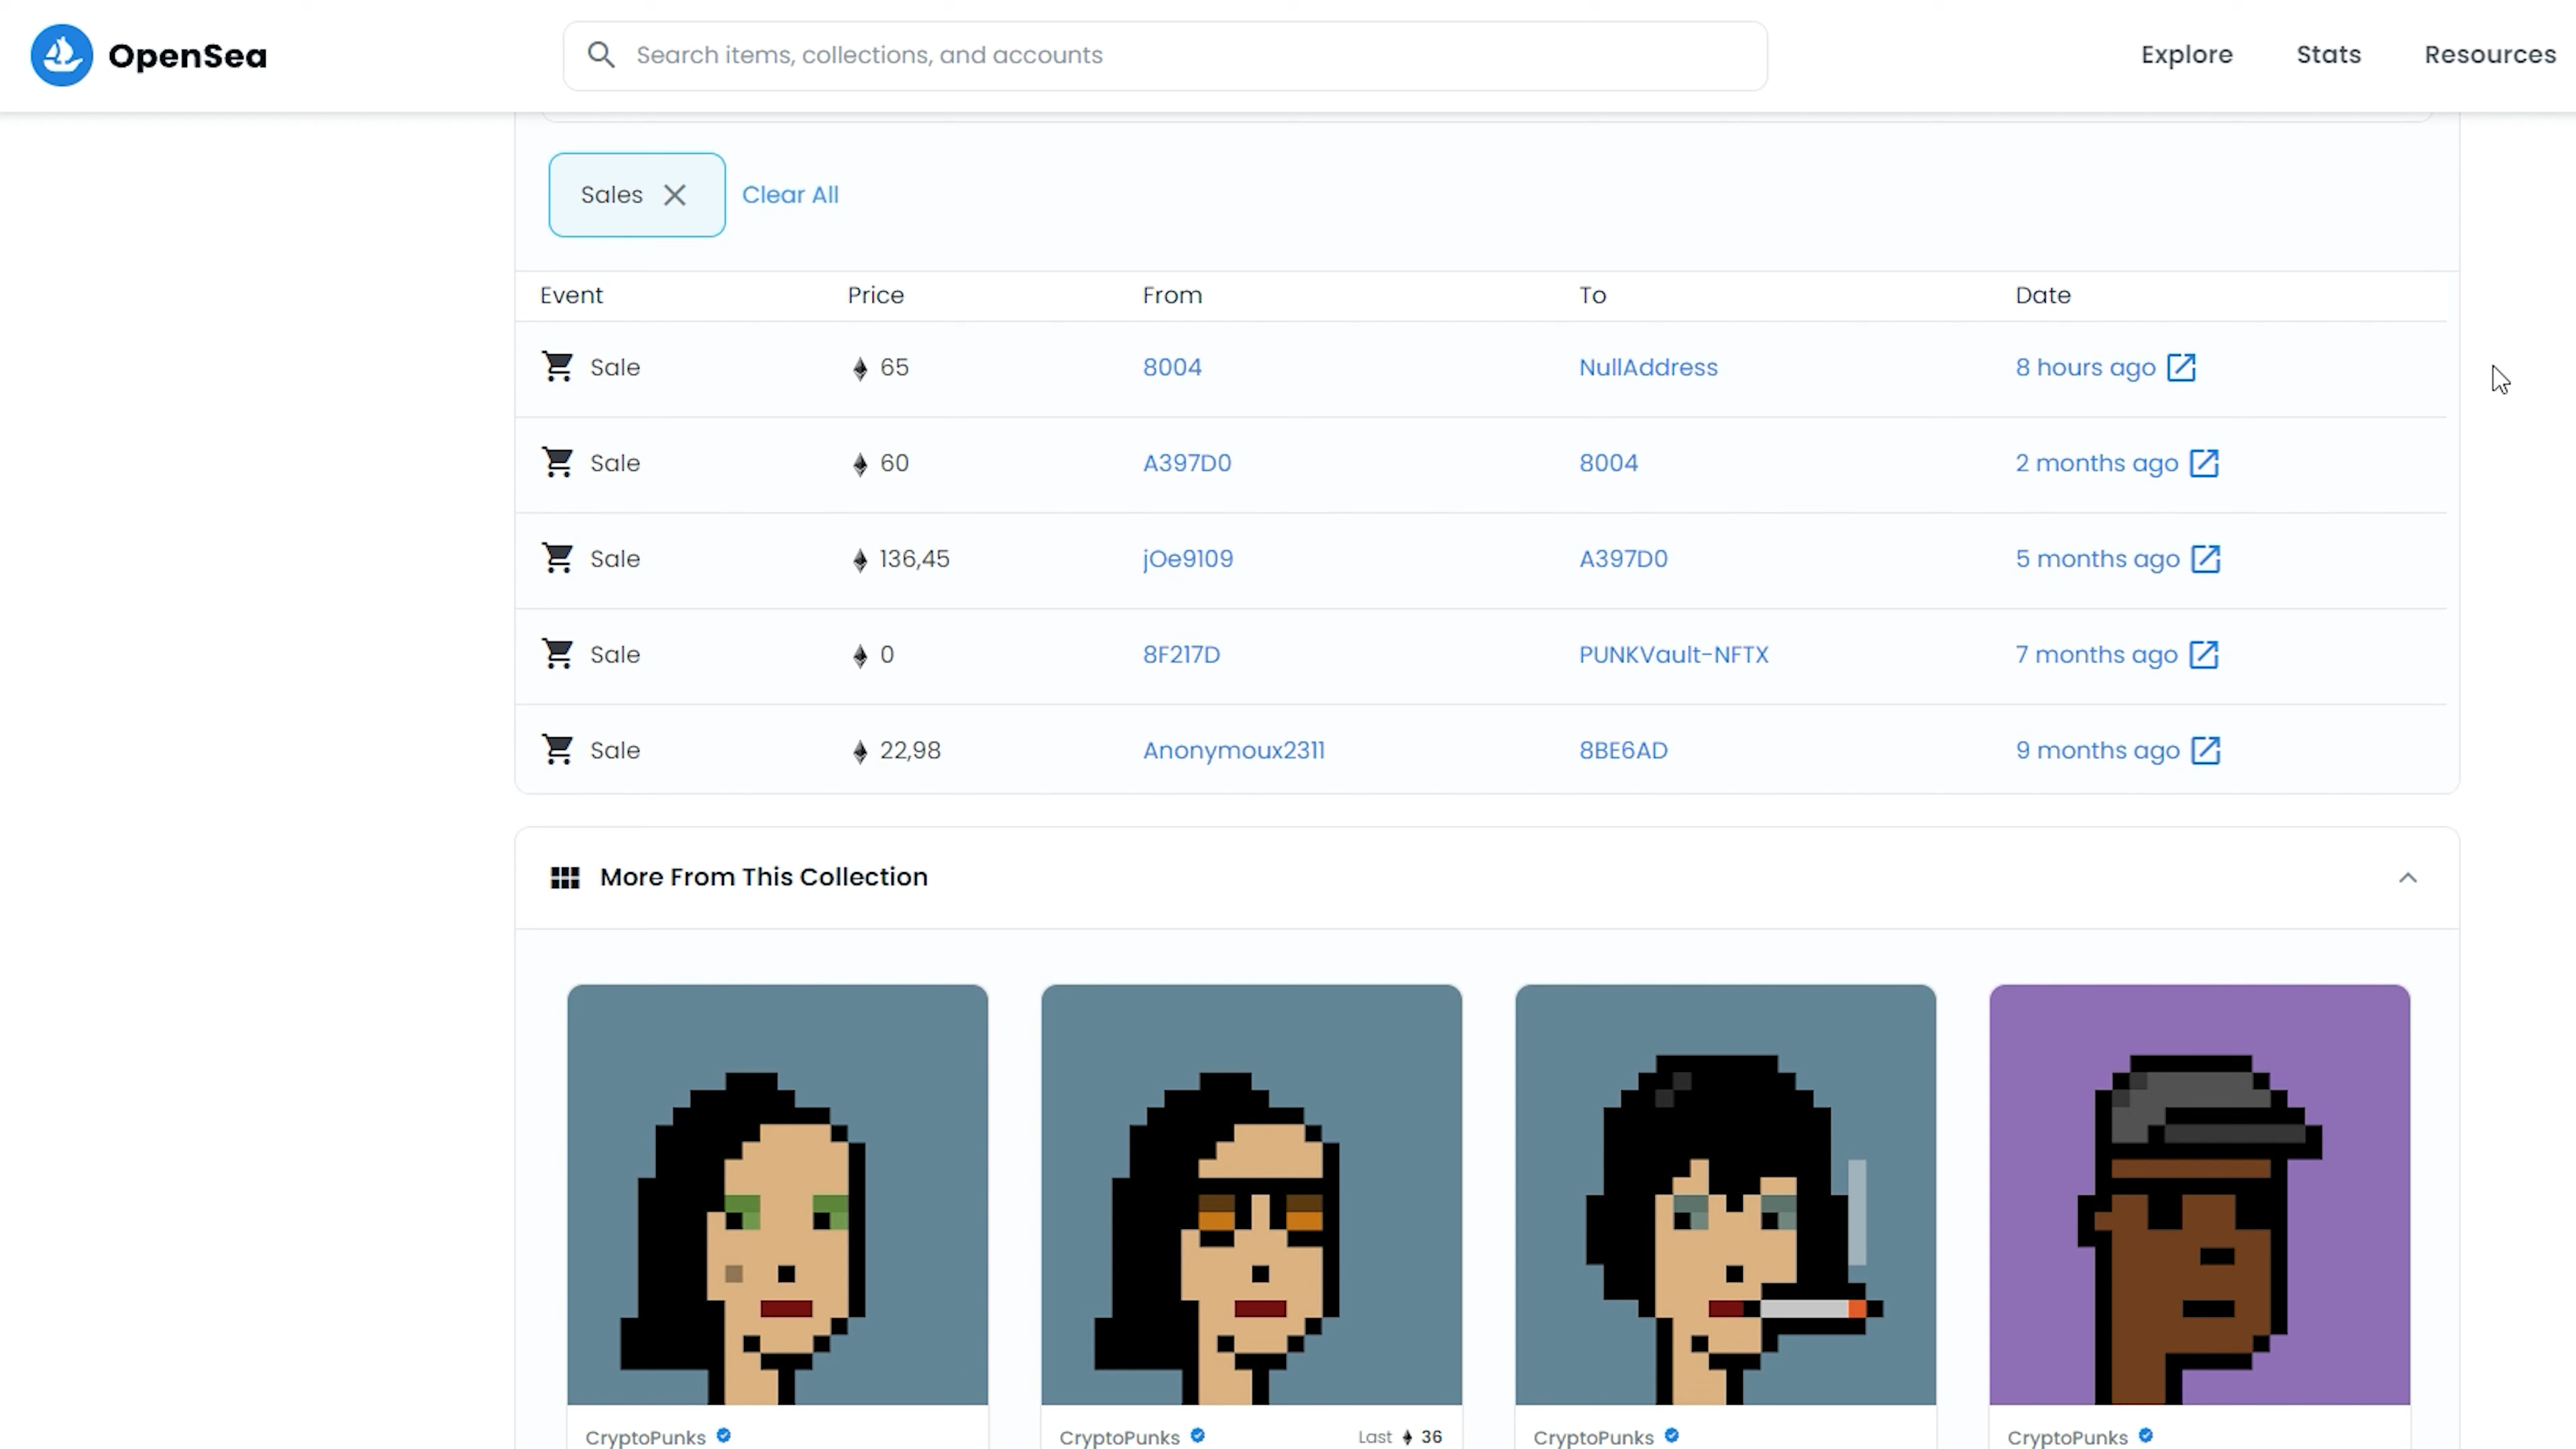 OpenSea
Search items, collections, and accounts
Explore Stats Resources
Sales Clear All
Event Price From To Date
Sale 65 8004 NullAddress 8 hours ago
Sale 60 A397D0 8004 2 months ago
Sale 136,45 jOe9109 A397D0 5 months ago
Sale 0 8F217D PUNKVault-NFTX 7 months ago
Sale 22,98 Anonymoux2311 8BE6AD 9 months ago
More From This Collection
CryptoPunks CryptoPunks Last 36 CryptoPunks CryptoPunks